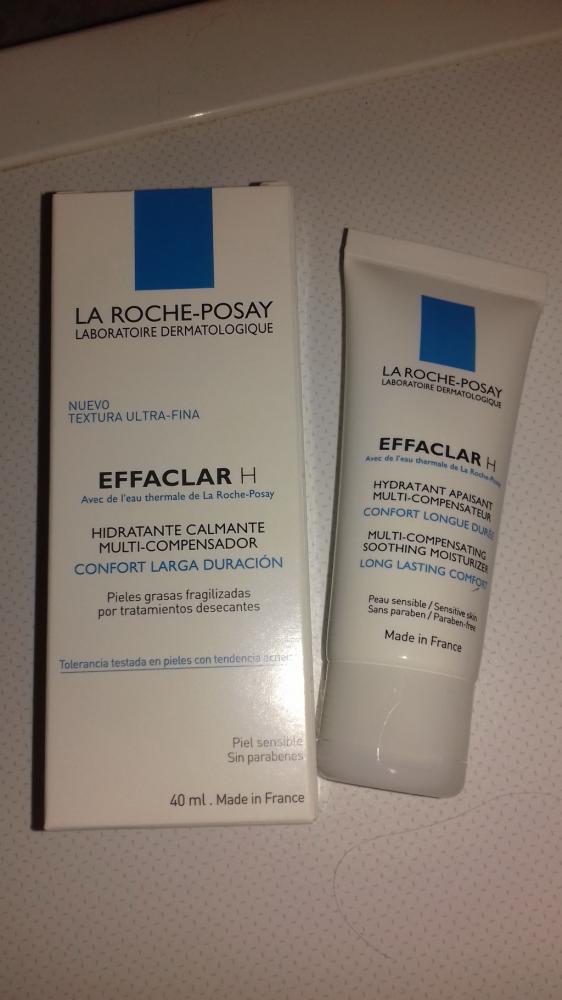 LA ROCHE-POSAY
LABORATOIRE DERMATOLOGIQUE
NUEVO
TEXTURA ULTRA-FINA
EFFACLAR H
Avec de l'eau thermale de La Roche-Posay
HIDRATANTE CALMANTE
MULTI-COMPENSADOR
CONFORT LARGA DURACIÓN
Pieles grasas fragilizadas
por tratamientos desecantes
Tolerancia testada en pieles con tendencia
Piel sensible
Sin parabenes
40 ml . Made in France
LA ROCHE-POSAY
LABORATOIRE DERMATOLOGIQUE
EFFACLAR H
Avec de l'eau thermale de La Roche-Posay
HYDRATANT APAISANT
MULTI-COMPENSATEUR
CONFORT LONGUE DURÉE
MULTI-COMPENSATING
SOOTHING MOISTURIZER
LONG LASTING COMFORT
Peau sensible / Sensitive skin
Sans paraben / Paraben-free
Made in France